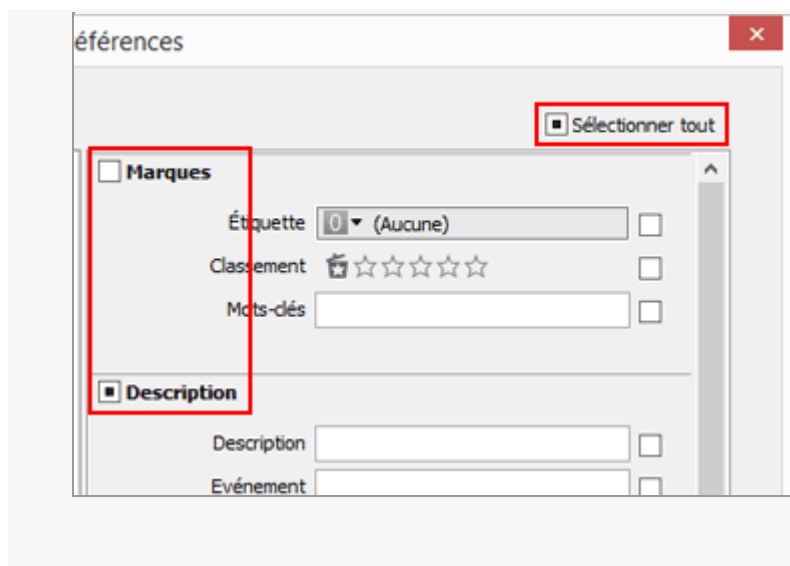 éférences
Sélectionner tout
Marques
Étiquette 0 (Aucune)
Classement
Mots-clés
Description
Description
Evénement